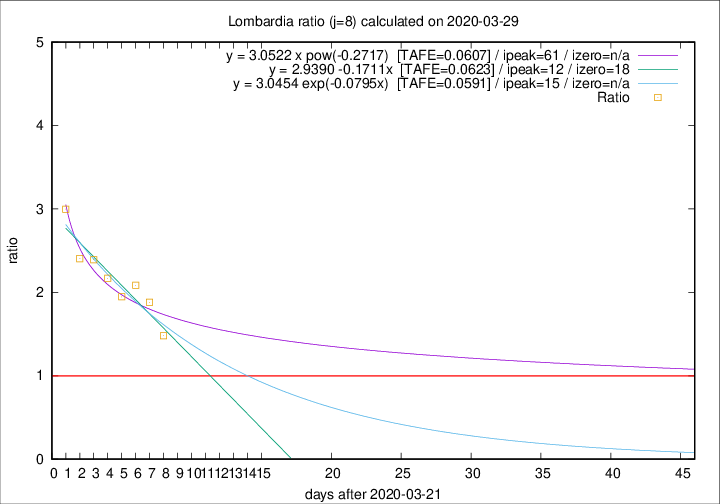 Lombardia ratio (j=8) calculated on 2020-03-29
y = 3.0522 x pow(-0.2717) [TAFE=0.0607] / ipeak=61 / izero=n/a
y = 2.9390 -0.1711x [TAFE=0.0623] / ipeak=12 / izero=18
y = 3.0454 exp(-0.0795x) [TAFE=0.0591] / ipeak=15 / izero=n/a
Ratio
5
4
3
2
1
0
ratio
0 1 2 3 4 5 6 7 8 9 10 11 12 13 14 15 20 25 30 35 40 45
days after 2020-03-21